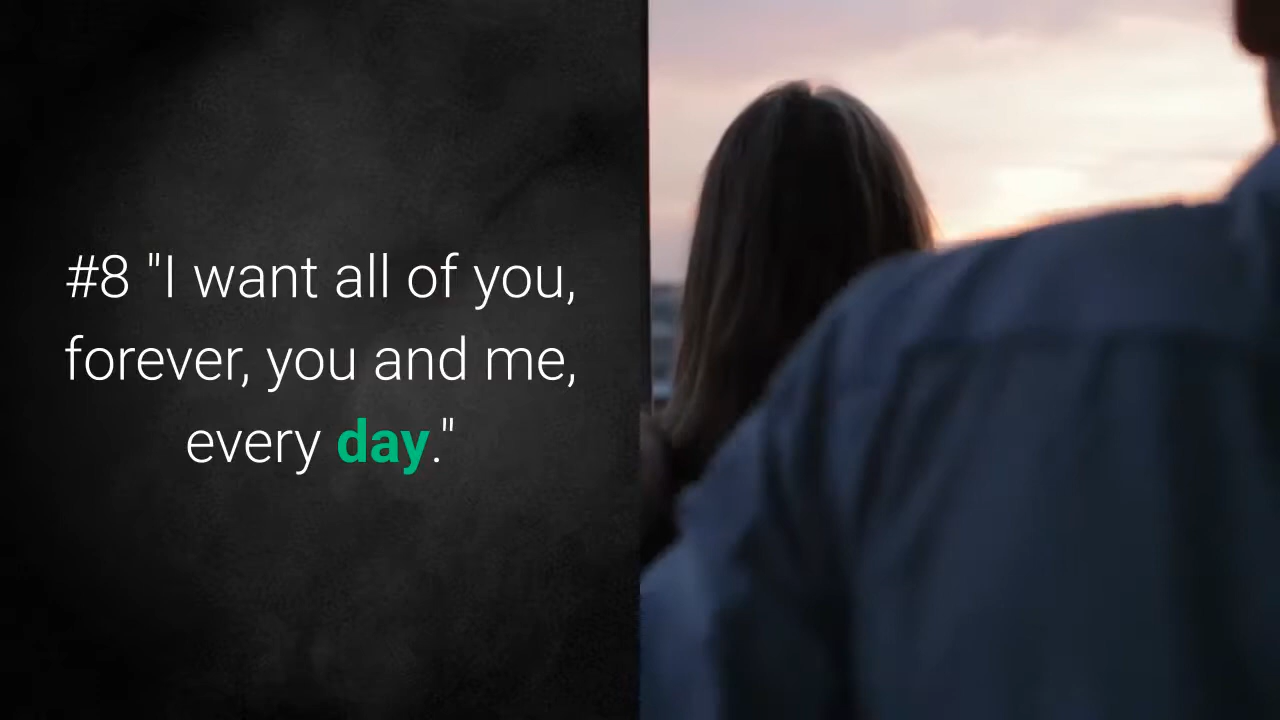 #8 "I want all of you,
forever, you and me,
every day."